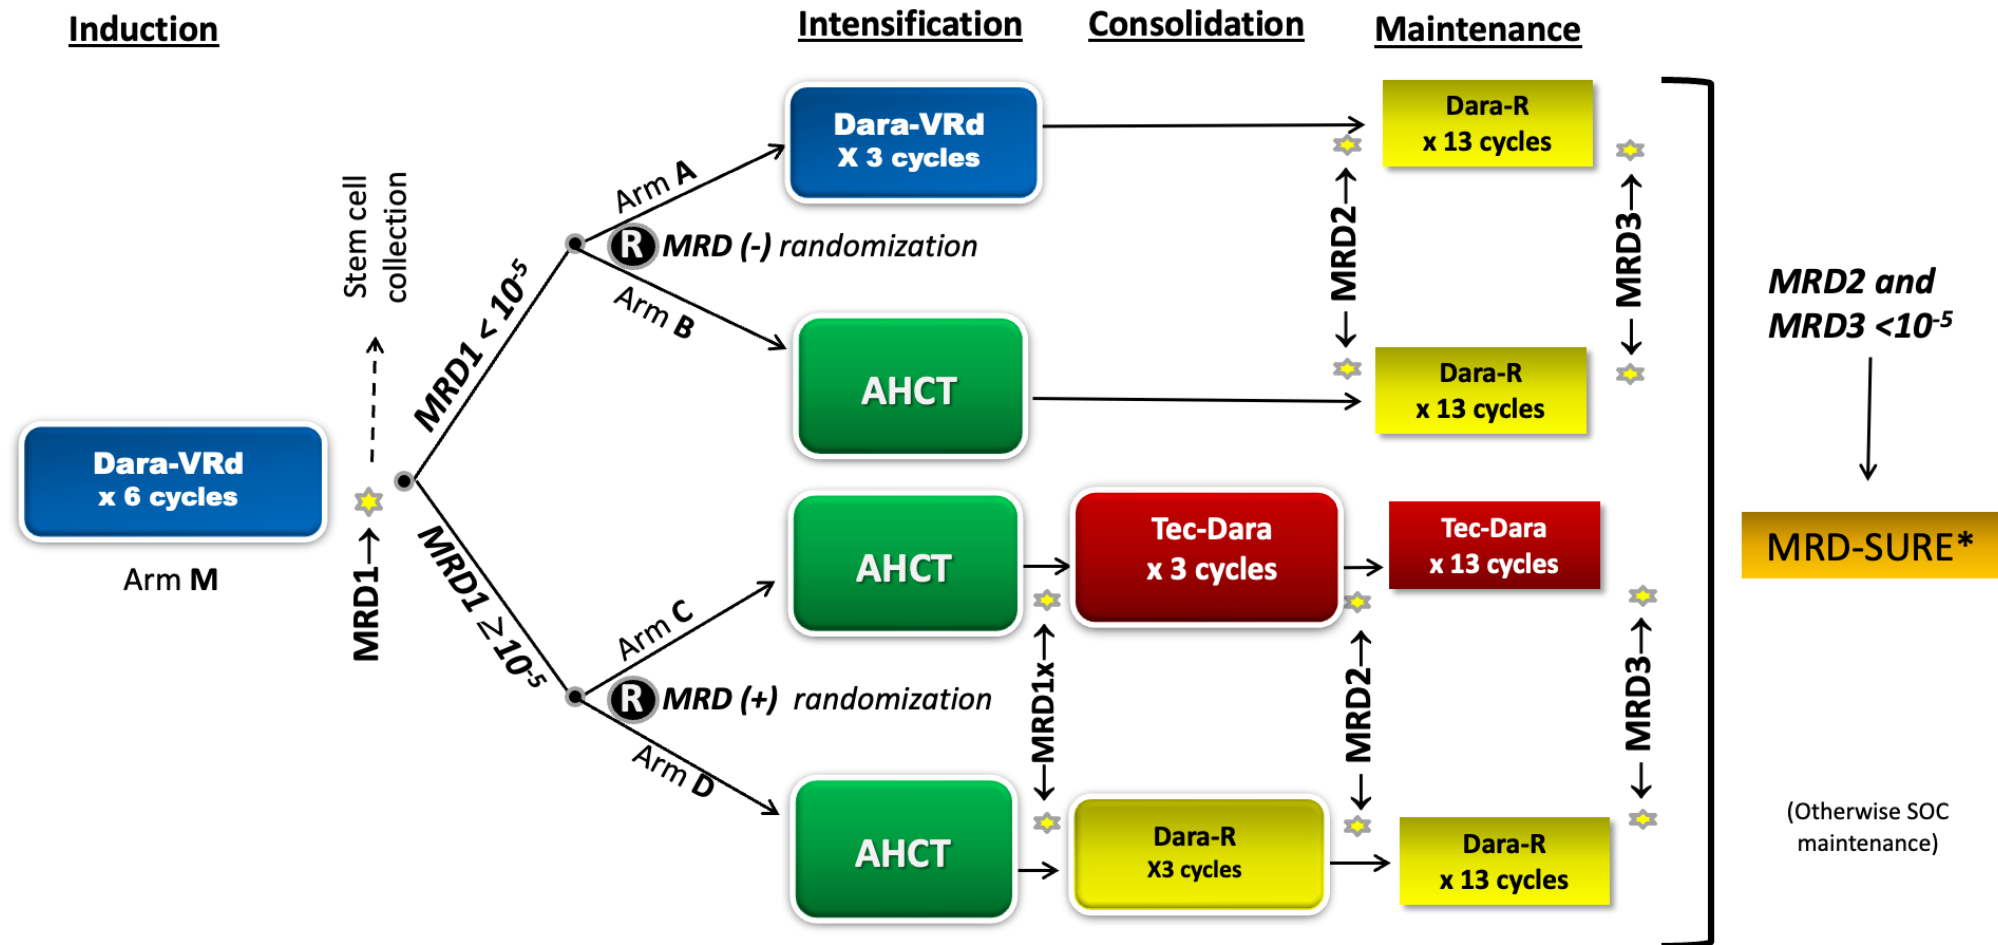 Induction
Intensification
Consolidation
Maintenance
Dara-VRd
x 6 cycles
Arm M
MRD1
Stem cell
collection
MRD1 < 10-5
MRD1 ≥ 10-5
Arm A
R MRD (-) randomization
Arm B
Dara-VRd
X 3 cycles
AHCT
MRD2
Dara-R
x 13 cycles
Dara-R
x 13 cycles
MRD3
Arm C
R MRD (+) randomization
Arm D
AHCT
AHCT
MRD1x
Tec-Dara
x 3 cycles
Dara-R
X3 cycles
MRD2
Tec-Dara
x 13 cycles
Dara-R
x 13 cycles
MRD3
MRD2 and
MRD3 <10-5
MRD-SURE*
(Otherwise SOC
maintenance)